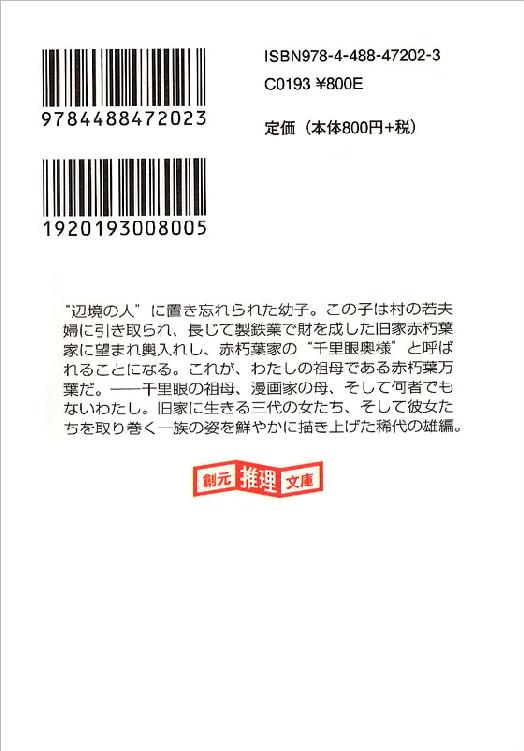 ISBN978-4-488-47202-3
C0193 ¥800E
定価（本体800円+税）
9784488472023
1920193008005
“辺境の人”に置き忘れられた幼子。この子は村の若夫
婦に引き取られ、長じて製鉄業で財を成した旧家赤朽葉
家に望まれ輿入れし、赤朽葉家の“千里眼奥様”と呼ば
れることになる。これが、わたしの祖母である赤朽葉万
葉だ。――千里眼の祖母、漫画家の母、そして何者でも
ないわたし。旧家に生きる三代の女たち、そして彼女た
ちを取り巻く一族の姿を鮮やかに描き上げた稀代の雄編。
創元推理文庫